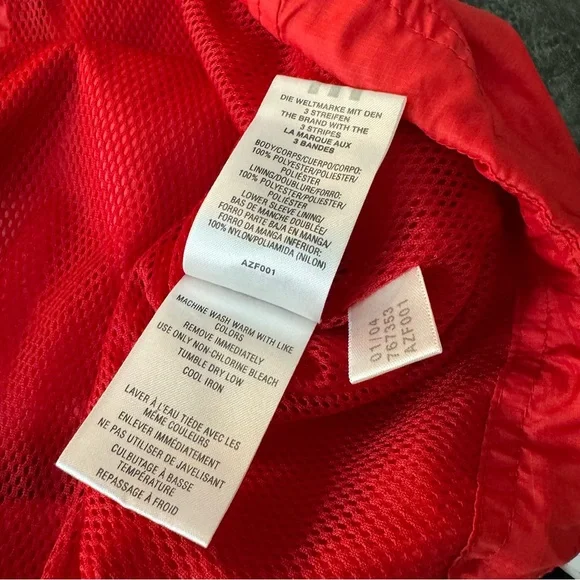 DIE WELTMARKE MIT DEN
3 STREIFEN
THE BRAND WITH THE
3 STRIPES
LA MARQUE AUX
3 BANDES
BODY/CORPS/CUERPO/CORPO:
100% POLYESTER/POLIESTER/
POLIÉSTER
LINING/DOUBLURE/FORRO:
100% POLYESTER/POLIESTER/
POLIÉSTER
LOWER SLEEVE LINING/
BAS DE MANCHE DOUBLÉE/
FORRO PARTE BAJA EN MANGA/
FORRO DA MANGA INFERIOR:
100% NYLON/POLIAMIDA (NILON)
AZF001
MACHINE WASH WARM WITH LIKE
COLORS
REMOVE IMMEDIATELY
USE ONLY NON-CHLORINE BLEACH
TUMBLE DRY LOW
COOL IRON
LAVER À L'EAU TIÈDE AVEC LES
MÊME COULEURS
ENLEVER IMMÉDIATEMENT
NE PAS UTILISER DE JAVELISANT
CULBUTAGE À BASSE
TEMPÉRATURE
REPASSAGE À FROID
01/04
767353
AZF001